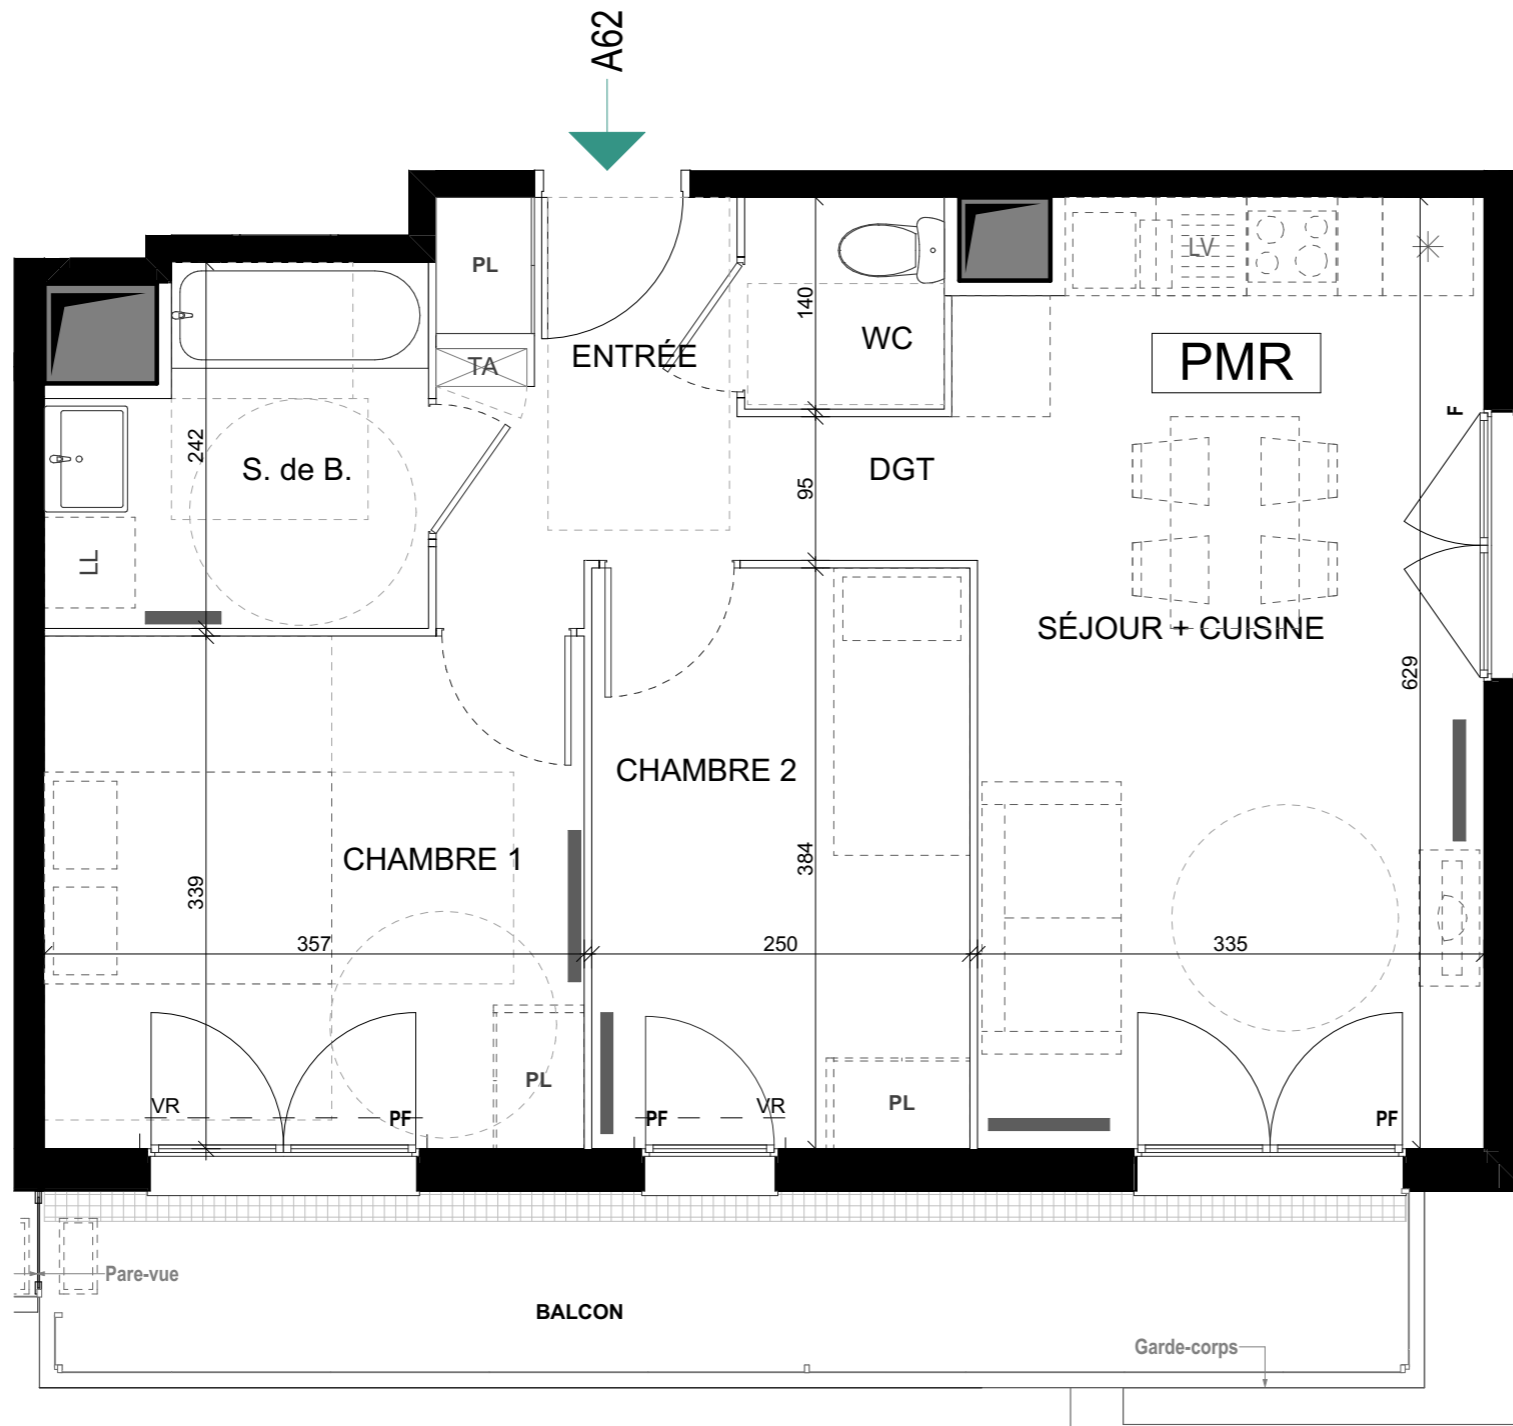 A62
PL
TA
ENTRÉE
140
WC
LV
PMR
F
242
S. de B.
95
DGT
LL
SÉJOUR + CUISINE
629
CHAMBRE 2
CHAMBRE 1
384
339
357
250
335
PL
PL
VR
PF
PF
VR
PF
Pare-vue
BALCON
Garde-corps